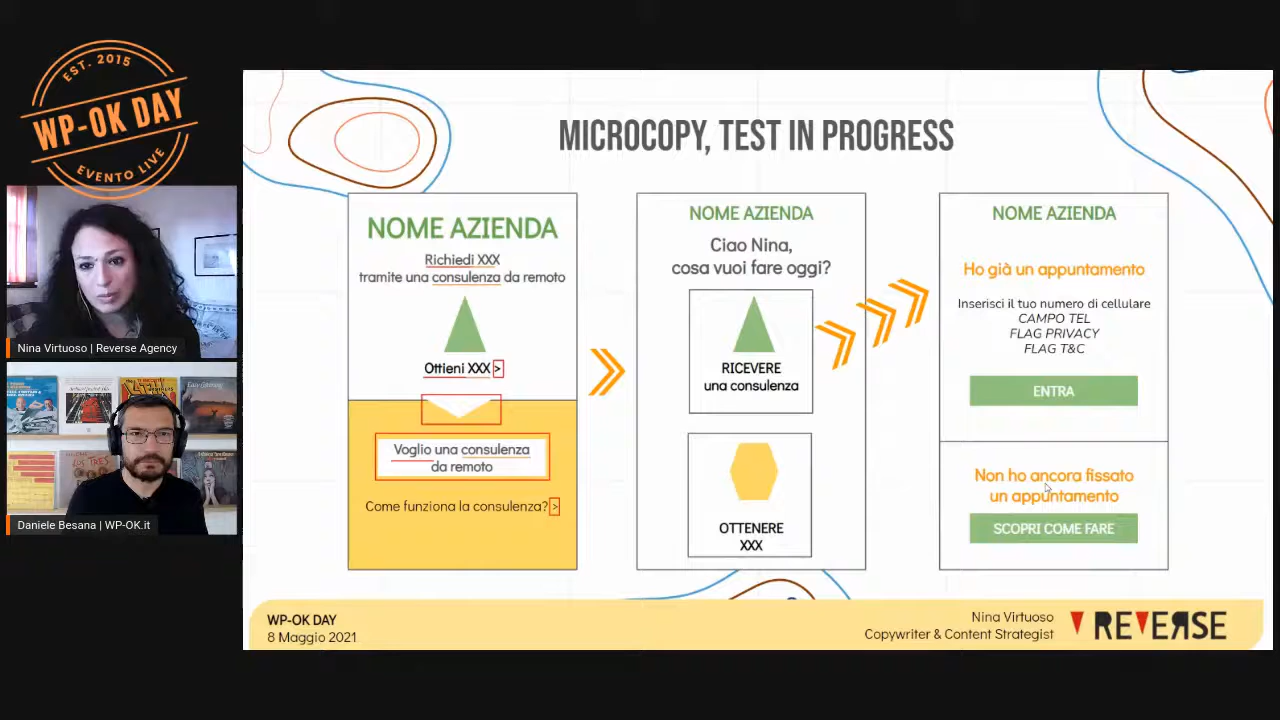 EST. 2015
WP-OK DAY
EVENTO LIVE
Nina Virtuoso | Reverse Agency
Daniele Besana | WP-OK.it
MICROCOPY, TEST IN PROGRESS
NOME AZIENDA
Richiedi XXX
tramite una consulenza da remoto
Ottieni XXX >
Voglio una consulenza
da remoto
Come funziona la consulenza? >
NOME AZIENDA
Ciao Nina,
cosa vuoi fare oggi?
RICEVERE
una consulenza
OTTENERE
XXX
NOME AZIENDA
Ho già un appuntamento
Inserisci il tuo numero di cellulare
CAMPO TEL
FLAG PRIVACY
FLAG T&C
ENTRA
Non ho ancora fissato
un appuntamento
SCOPRI COME FARE
WP-OK DAY
8 Maggio 2021
Nina Virtuoso
Copywriter & Content Strategist
REVERSE